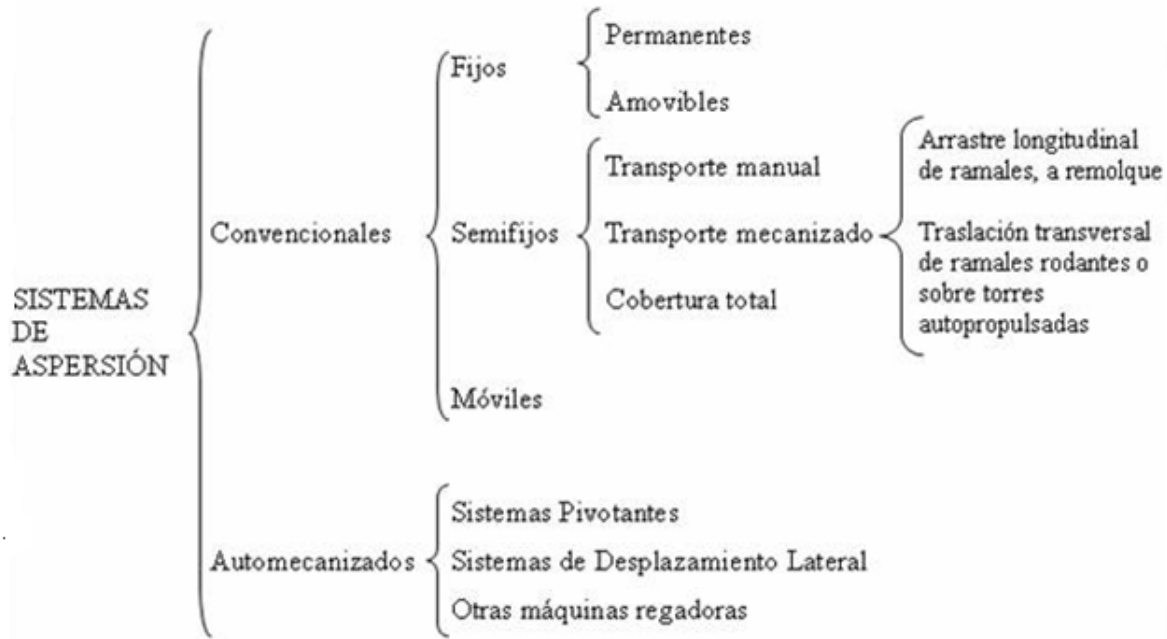 SISTEMAS
DE
ASPERSIÓN
Convencionales
Fijos
Permanentes
Amovibles
Semifijos
Transporte manual
Transporte mecanizado
Arrastre longitudinal
de ramales, a remolque
Traslación transversal
de ramales rodantes o
sobre torres
autopropulsadas
Cobertura total
Móviles
Automecanizados
Sistemas Pivotantes
Sistemas de Desplazamiento Lateral
Otras máquinas regadoras